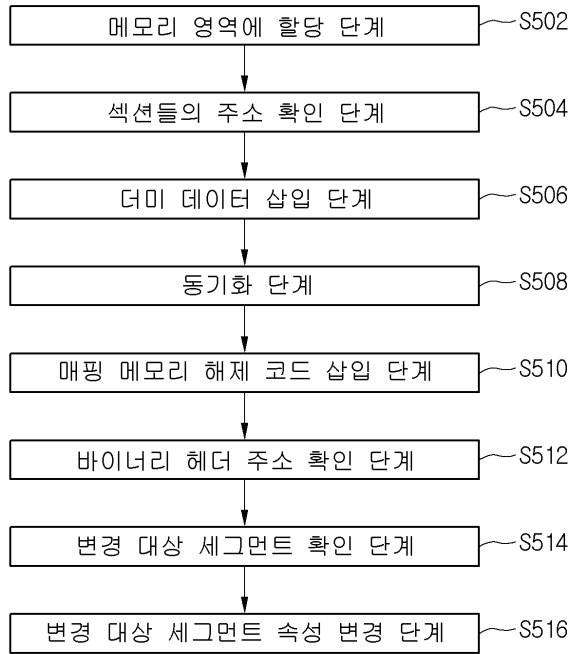 메모리 영역에 할당 단계 S502
섹션들의 주소 확인 단계 S504
더미 데이터 삽입 단계 S506
동기화 단계 S508
매핑 메모리 해제 코드 삽입 단계 S510
바이너리 헤더 주소 확인 단계 S512
변경 대상 세그먼트 확인 단계 S514
변경 대상 세그먼트 속성 변경 단계 S516